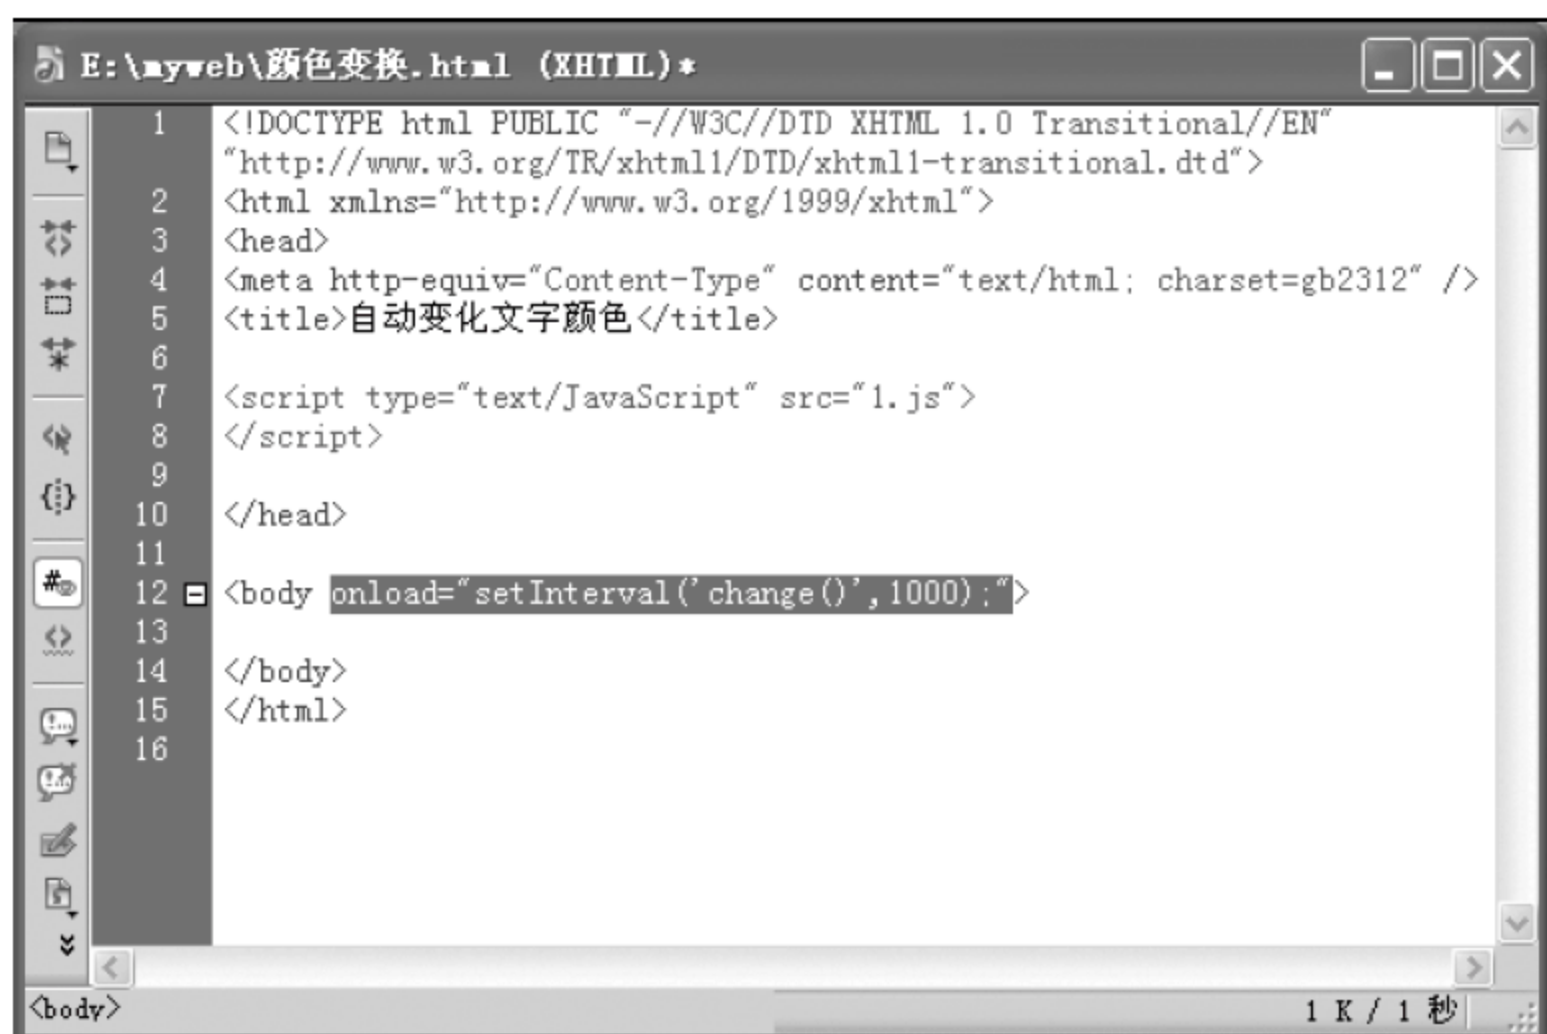 E:\myweb\颜色变换.html (XHTML)*
1 <!DOCTYPE html PUBLIC "-//W3C//DTD XHTML 1.0 Transitional//EN"
"http://www.w3.org/TR/xhtml1/DTD/xhtml1-transitional.dtd">
2 <html xmlns="http://www.w3.org/1999/xhtml">
3 <head>
4 <meta http-equiv="Content-Type" content="text/html; charset=gb2312" />
5 <title>自动变化文字颜色</title>
6
7 <script type="text/JavaScript" src="1.js">
8 </script>
9
10 </head>
11
12 <body onload="setInterval('change()',1000);">
13
14 </body>
15 </html>
16
<body>
1 K / 1 秒